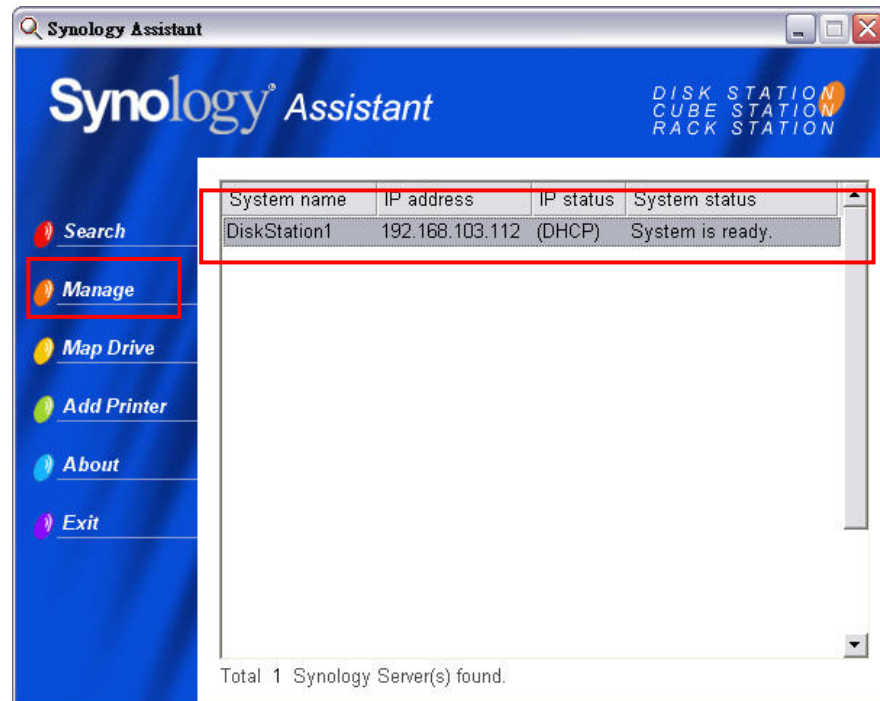 Synology Assistant
Synology® Assistant
DISK STATION
CUBE STATION
RACK STATION
Search
Manage
Map Drive
Add Printer
About
Exit
System name IP address IP status System status
DiskStation1 192.168.103.112 (DHCP) System is ready.
Total 1 Synology Server(s) found.